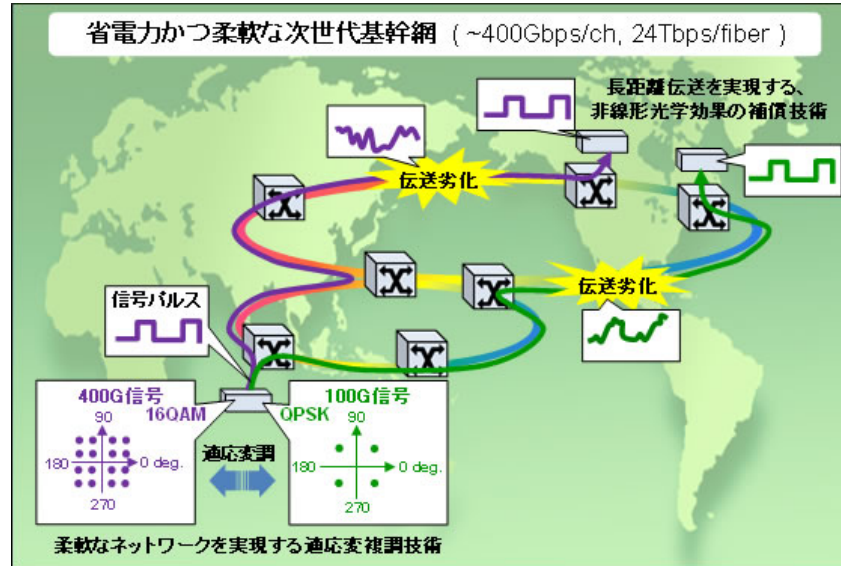 省電力かつ柔軟な次世代基幹網 ( ~400Gbps/ch, 24Tbps/fiber )
長距離伝送を実現する、
非線形光学効果の補償技術
伝送劣化
伝送劣化
信号パルス
400G信号
16QAM
90
180
0 deg.
270
適応変調
100G信号
QPSK
90
180
0 deg.
270
柔軟なネットワークを実現する適応変複調技術